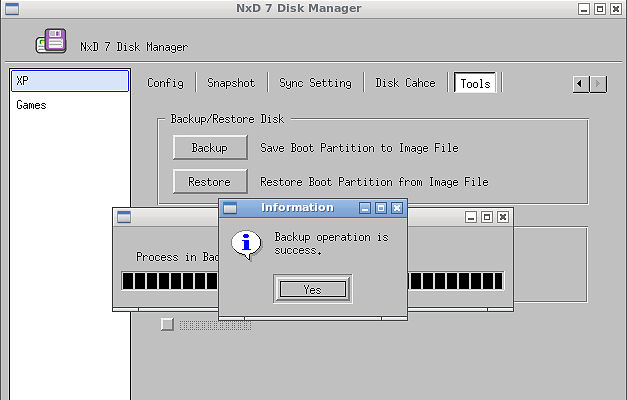 NxD 7 Disk Manager
NxD 7 Disk Manager
XP
Games
Config
Snapshot
Sync Setting
Disk Cahce
Tools
Backup/Restore Disk
Backup
Save Boot Partition to Image File
Restore
Restore Boot Partition from Image File
Process in
Information
Backup operation is
success.
Yes